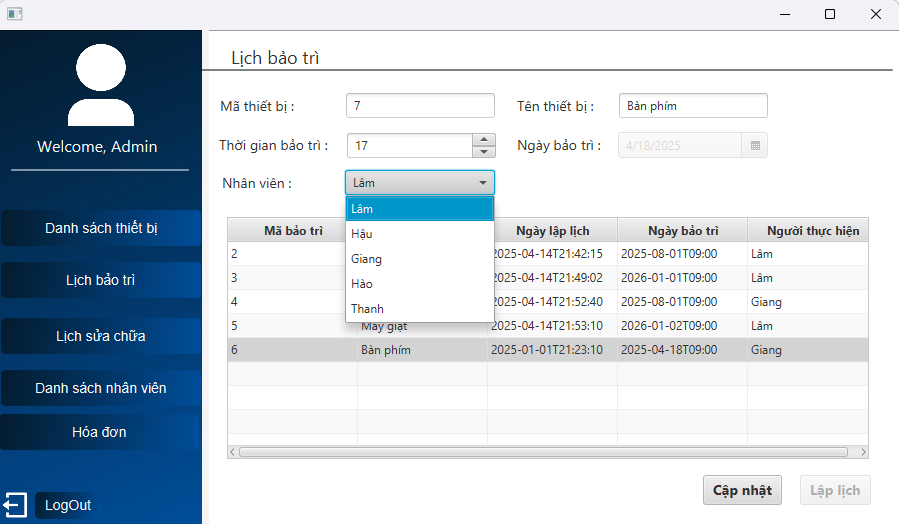 Lịch bảo trì
Welcome, Admin
Danh sách thiết bị
Lịch bảo trì
Lịch sửa chữa
Danh sách nhân viên
Hóa đơn
LogOut
Mã thiết bị : 7 Tên thiết bị : Bàn phím
Thời gian bảo trì : 17 Ngày bảo trì : 4/18/2025
Nhân viên : Lâm
Lâm
Hậu
Giang
Hào
Thanh
Mã bảo trì Ngày lập lịch Ngày bảo trì Người thực hiện
2 2025-04-14T21:42:15 2025-08-01T09:00 Lâm
3 2025-04-14T21:49:02 2026-01-02T09:00 Lâm
4 2025-04-14T21:52:40 2025-08-01T09:00 Giang
5 Máy giặt 2025-04-14T21:53:10 2026-01-02T09:00 Lâm
6 Bàn phím 2025-01-01T21:23:10 2025-04-18T09:00 Giang
Cập nhật Lập lịch